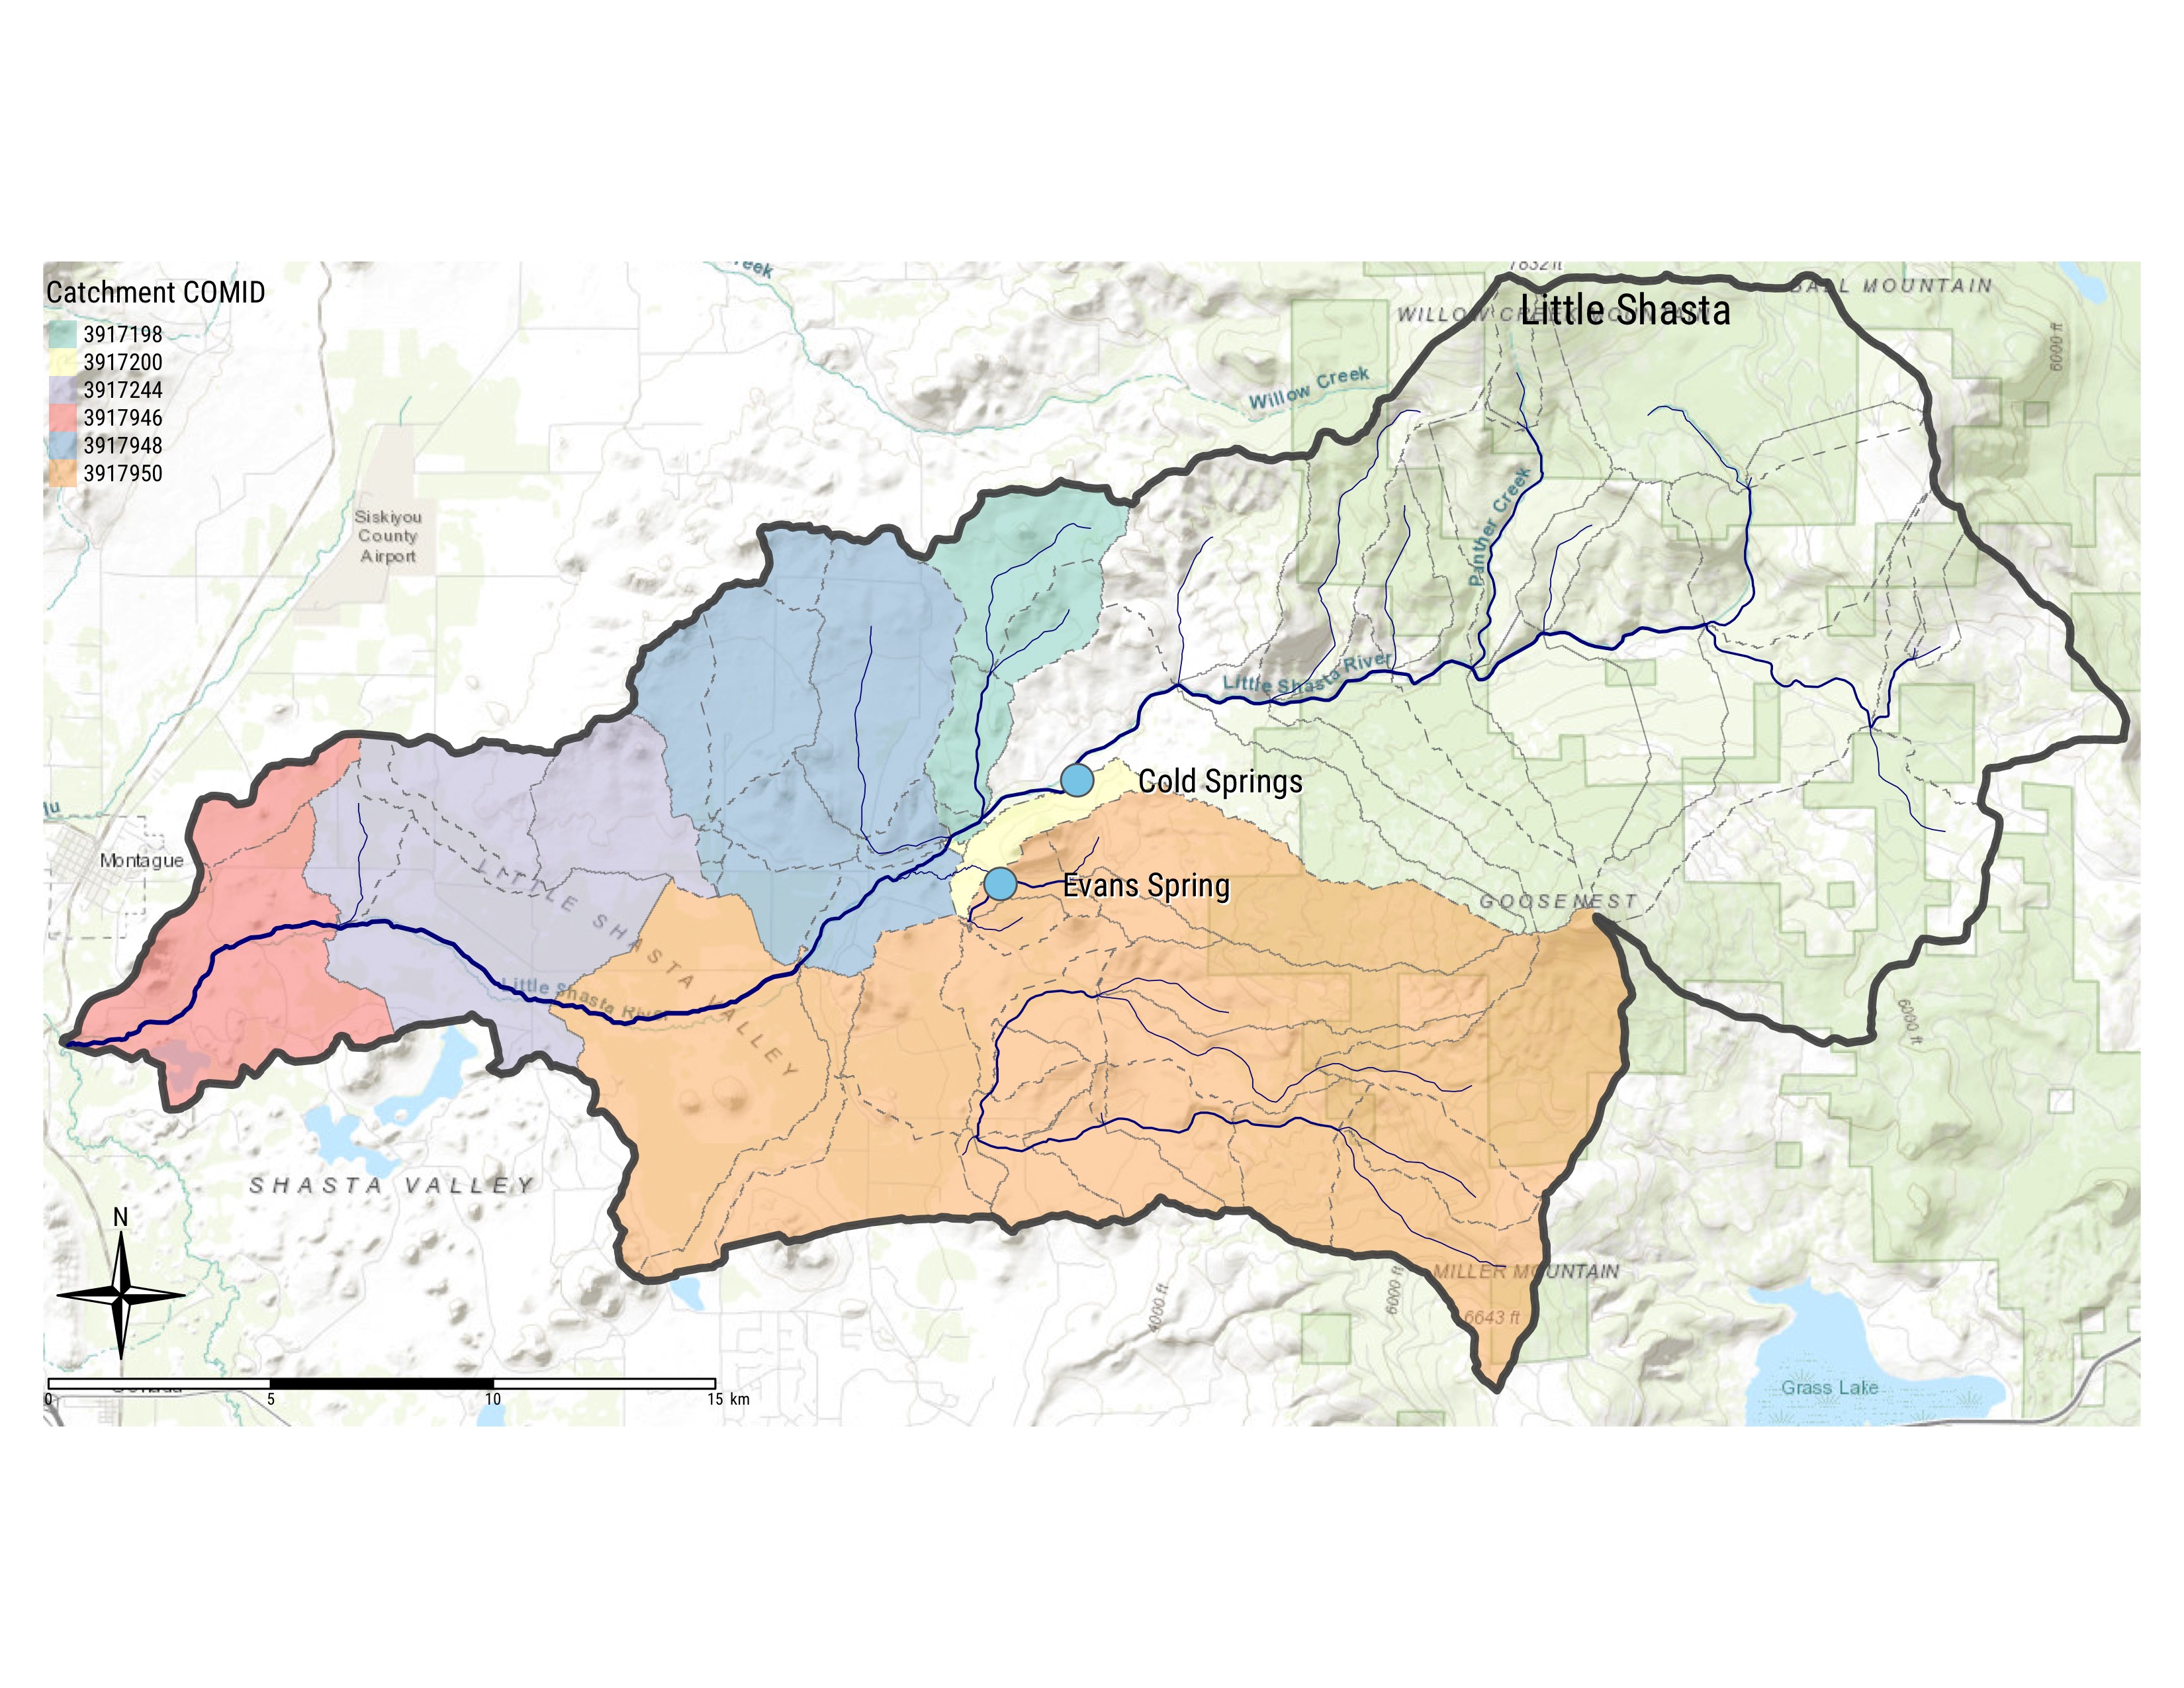 Catchment COMID
3917198
3917200
3917244
3917946
3917948
3917950
reek
7832 ft
BALL MOUNTAIN
Little Shasta
6000 ft
Willow Creek
Siskiyou
County
Airport
Panther Creek
Little Shasta River
Cold Springs
Montague
Evans Spring
GOOSENEST
LITTLE SHASTA VALLEY
Little Shasta River
6000 ft
SHASTA VALLEY
N
MILLER MOUNTAIN
4000 ft
6000 ft
6643 ft
Grass Lake
0 5 10 15 km